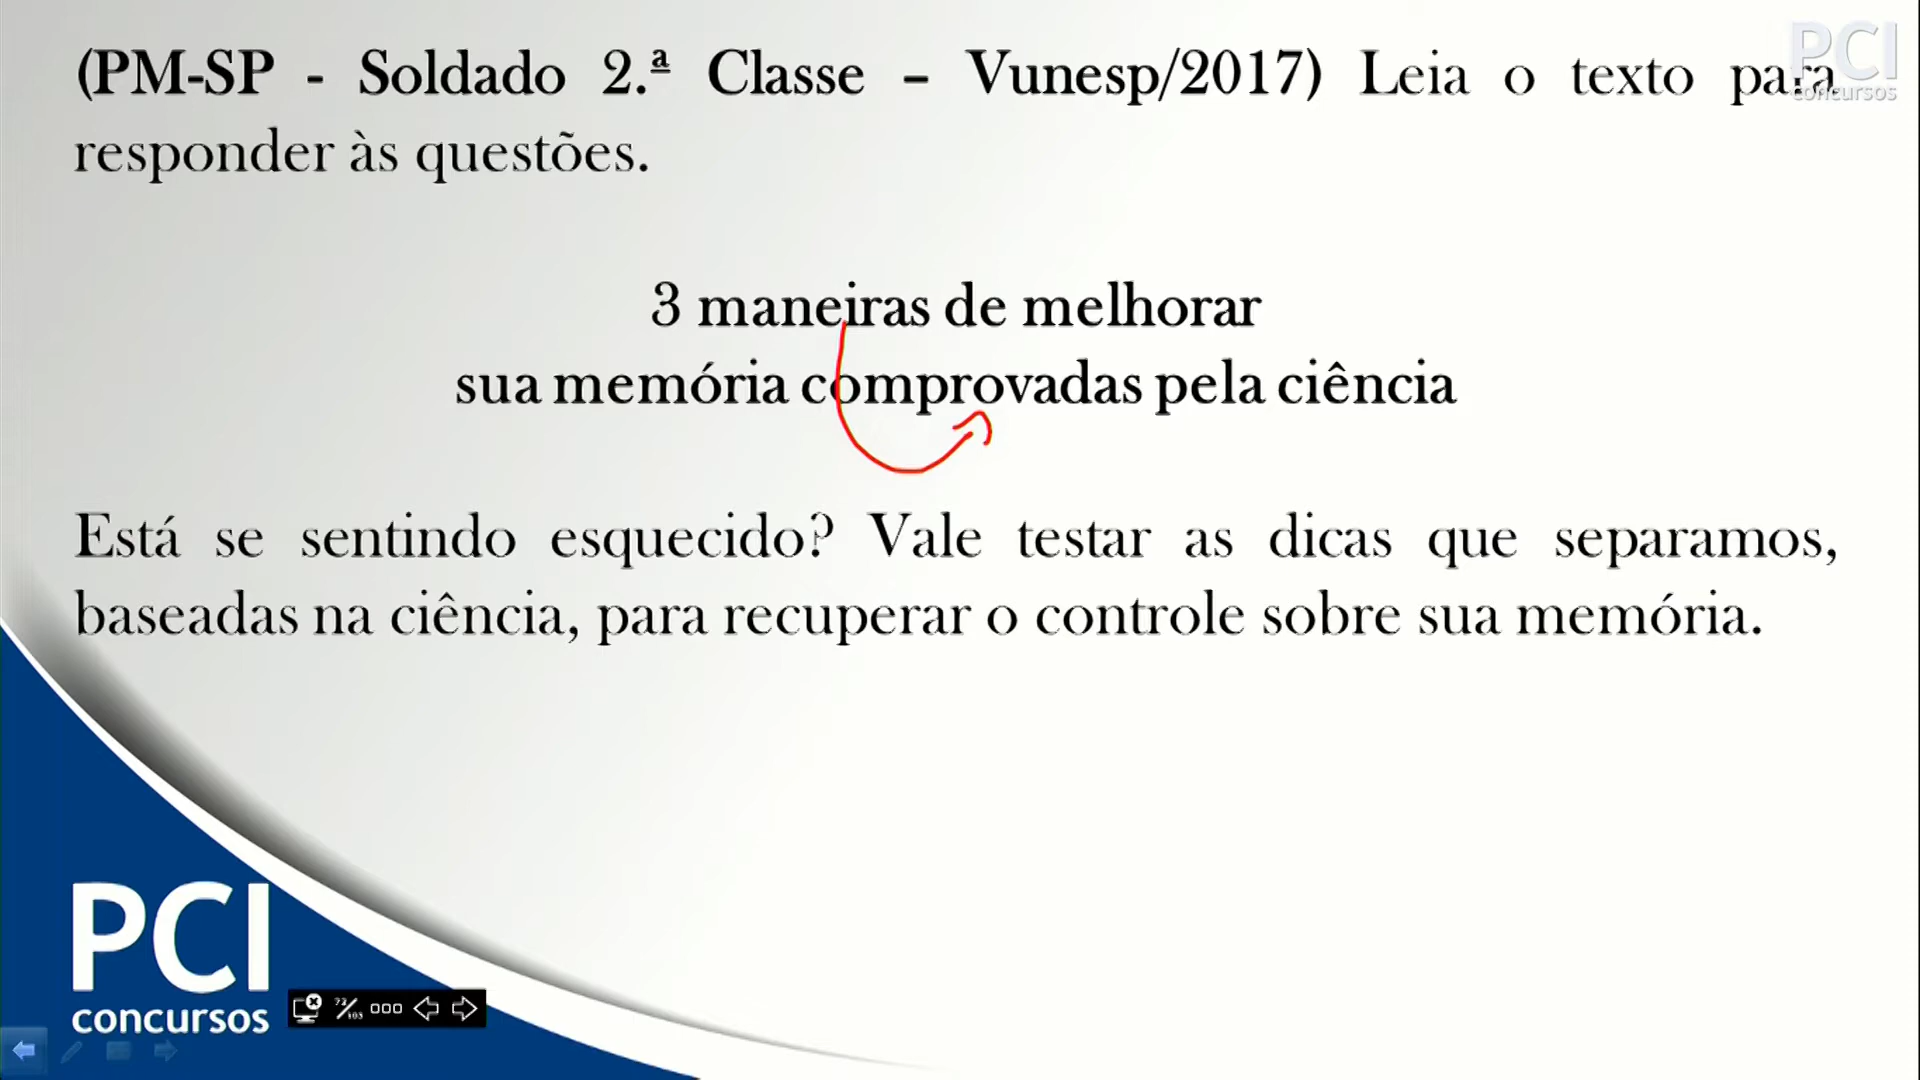 (PM-SP - Soldado 2.ª Classe – Vunesp/2017) Leia o texto para
responder às questões.
3 maneiras de melhorar
sua memória comprovadas pela ciência
Está se sentindo esquecido? Vale testar as dicas que separamos,
baseadas na ciência, para recuperar o controle sobre sua memória.
PCI
concursos
PCI
concursos